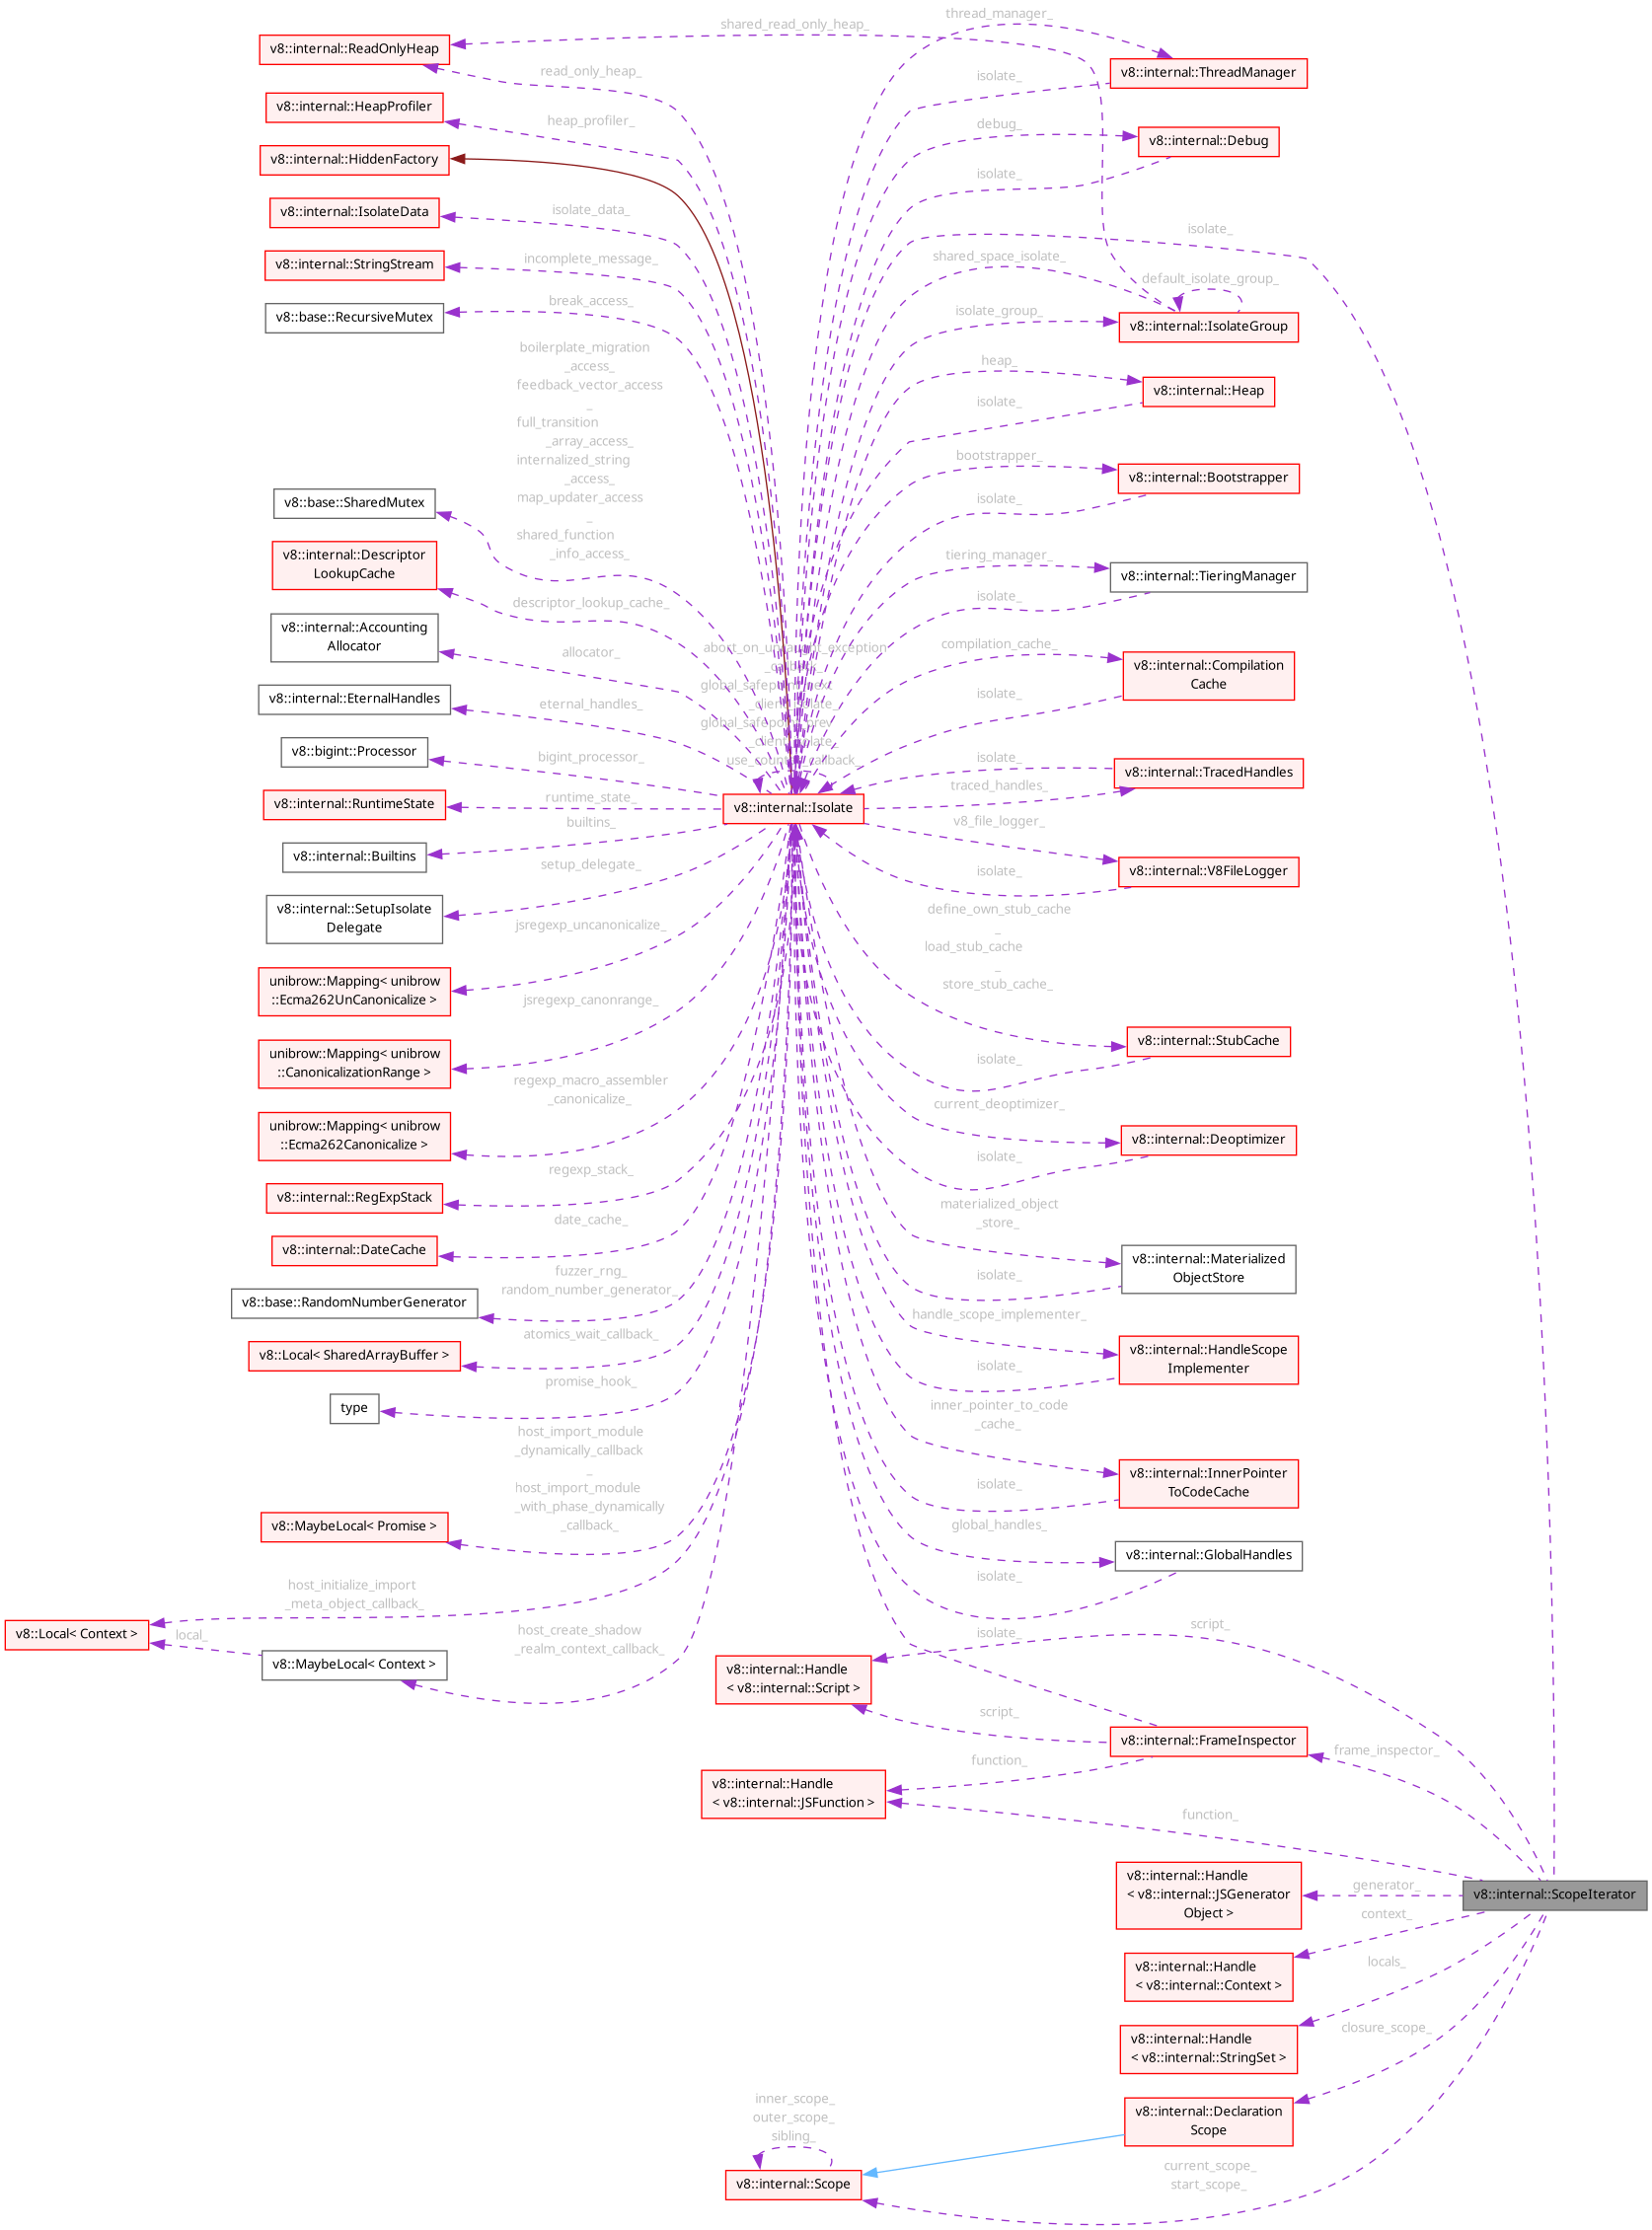 thread_manager_
shared_read_only_heap_
v8::internal::ReadOnlyHeap
v8::internal::ThreadManager
read_only_heap_
isolate_
v8::internal::HeapProfiler
heap_profiler_
debug_
v8::internal::Debug
v8::internal::HiddenFactory
isolate_
v8::internal::IsolateData
isolate_data_
isolate_
v8::internal::StringStream
incomplete_message_
shared_space_isolate_
default_isolate_group_
v8::base::RecursiveMutex
break_access_
isolate_group_
v8::internal::IsolateGroup
boilerplate_migration
_access_
feedback_vector_access
_
full_transition
_array_access_
internalized_string
_access_
map_updater_access
_
shared_function
_info_access_
heap_
v8::internal::Heap
isolate_
bootstrapper_
v8::internal::Bootstrapper
isolate_
v8::base::SharedMutex
v8::internal::Descriptor
LookupCache
descriptor_lookup_cache_
tiering_manager_
v8::internal::TieringManager
isolate_
v8::internal::Accounting
Allocator
allocator_
abort_on_uncaught_exception
_callback_
global_safepoint_next
_client_isolate_
global_safepoint_prev
_client_isolate_
use_counter_callback_
compilation_cache_
v8::internal::Compilation
Cache
isolate_
v8::internal::EternalHandles
eternal_handles_
v8::bigint::Processor
bigint_processor_
isolate_
v8::internal::TracedHandles
traced_handles_
v8::internal::RuntimeState
runtime_state_
v8::internal::Isolate
v8_file_logger_
builtins_
v8::internal::Builtins
setup_delegate_
isolate_
v8::internal::V8FileLogger
v8::internal::SetupIsolate
Delegate
define_own_stub_cache
_
load_stub_cache
_
store_stub_cache_
jsregexp_uncanonicalize_
unibrow::Mapping< unibrow
::Ecma262UnCanonicalize >
jsregexp_canonrange_
v8::internal::StubCache
isolate_
unibrow::Mapping< unibrow
::CanonicalizationRange >
regexp_macro_assembler
_canonicalize_
current_deoptimizer_
unibrow::Mapping< unibrow
::Ecma262Canonicalize >
v8::internal::Deoptimizer
isolate_
regexp_stack_
v8::internal::RegExpStack
materialized_object
_store_
date_cache_
v8::internal::DateCache
v8::internal::Materialized
ObjectStore
isolate_
fuzzer_rng_
random_number_generator_
v8::base::RandomNumberGenerator
handle_scope_implementer_
atomics_wait_callback_
v8::Local< SharedArrayBuffer >
v8::internal::HandleScope
Implementer
isolate_
promise_hook_
type
inner_pointer_to_code
_cache_
host_import_module
_dynamically_callback
_
host_import_module
_with_phase_dynamically
_callback_
v8::internal::InnerPointer
ToCodeCache
isolate_
v8::MaybeLocal< Promise >
global_handles_
v8::internal::GlobalHandles
isolate_
host_initialize_import
_meta_object_callback_
v8::Local< Context >
local_
v8::MaybeLocal< Context >
host_create_shadow
_realm_context_callback_
isolate_
script_
v8::internal::Handle
< v8::internal::Script >
script_
v8::internal::FrameInspector
frame_inspector_
function_
v8::internal::Handle
< v8::internal::JSFunction >
function_
v8::internal::Handle
< v8::internal::JSGenerator
Object >
generator_
v8::internal::ScopeIterator
context_
v8::internal::Handle
< v8::internal::Context >
locals_
v8::internal::Handle
< v8::internal::StringSet >
closure_scope_
v8::internal::Declaration
Scope
inner_scope_
outer_scope_
sibling_
v8::internal::Scope
current_scope_
start_scope_